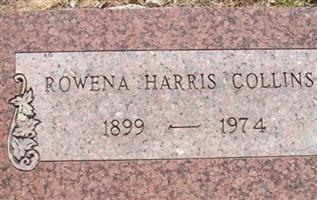 ROWENA HARRIS COLLINS
1899 — 1974